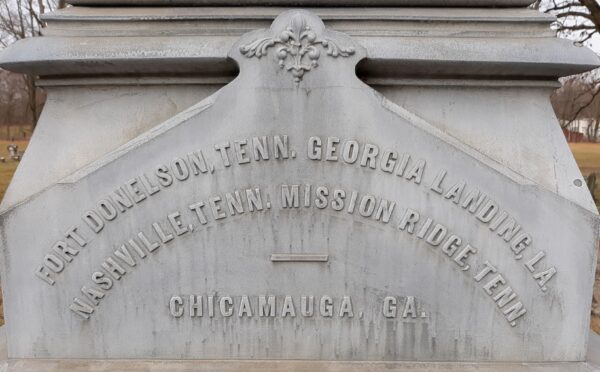 FORT DONELSON, TENN. GEORGIA LANDING, LA.
NASHVILLE, TENN. MISSION RIDGE, TENN.
CHICAMAUGA, GA.